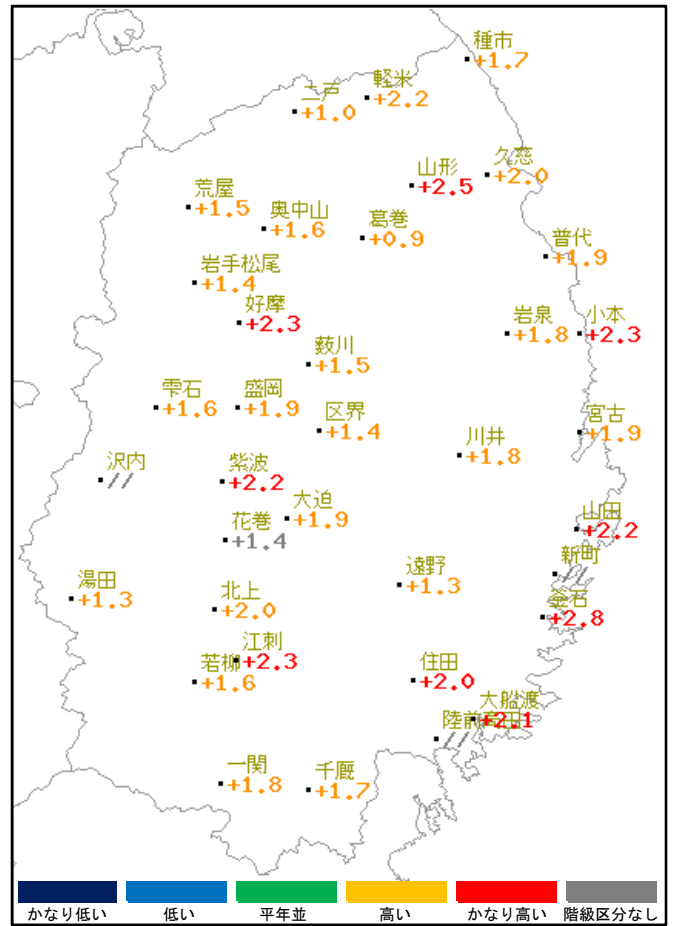 種市
+1.7
軽米
+2.2
二戸
+1.0
久慈
+2.0
山形
+2.5
荒屋
+1.5
奥中山
+1.6
葛巻
+0.9
普代
+1.9
岩手松尾
+1.4
好摩
+2.3
岩泉
+1.8
小本
+2.3
薮川
+1.5
雫石
+1.6
盛岡
+1.9
区界
+1.4
宮古
+1.9
川井
+1.8
沢内
//
紫波
+2.2
大迫
+1.9
花巻
+1.4
山田
+2.2
新町
//
湯田
+1.3
北上
+2.0
遠野
+1.3
釜石
+2.8
江刺
+2.3
若柳
+1.6
住田
+2.0
大船渡
+2.1
陸前高田
//
一関
+1.8
千厩
+1.7
かなり低い 低い 平年並 高い かなり高い 階級区分なし